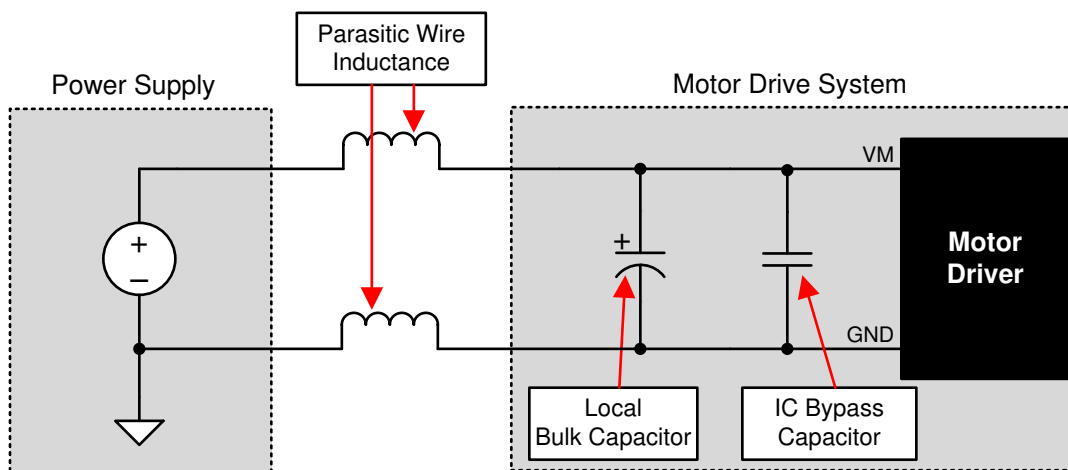 Parasitic Wire
Inductance
Power Supply
Motor Drive System
VM
+
−
+
Motor
Driver
GND
Local
Bulk Capacitor
IC Bypass
Capacitor